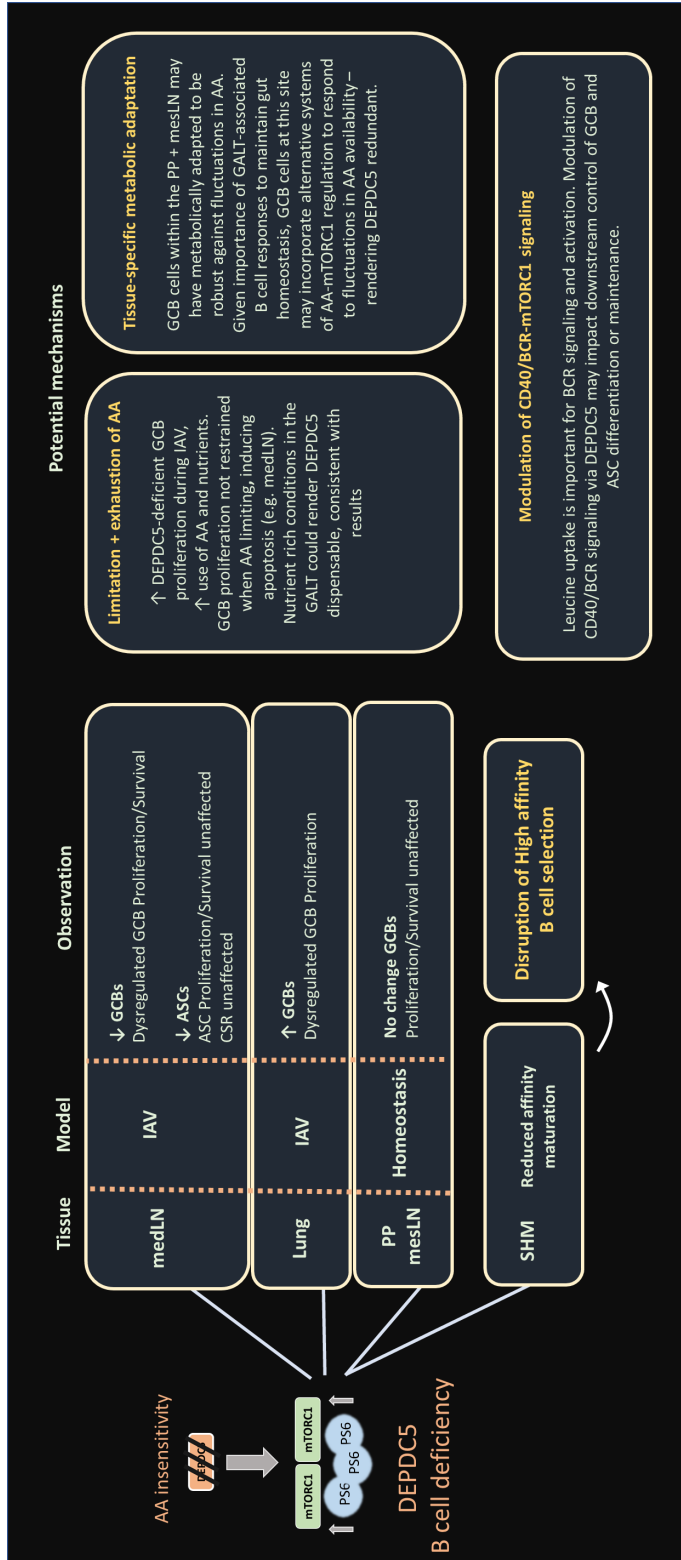 AA insensitivity
DEPDC5
mTORC1
mTORC1
PS6
PS6
PS6
DEPDC5
B cell deficiency
Tissue
Model
Observation
medLN
IAV
↓ GCBs
Dysregulated GCB Proliferation/Survival
↓ ASCs
ASC Proliferation/Survival unaffected
CSR unaffected
Lung
IAV
↑ GCBs
Dysregulated GCB Proliferation
PP
mesLN
Homeostasis
No change GCBs
Proliferation/Survival unaffected
SHM
Reduced affinity
maturation
Disruption of High affinity
B cell selection
Potential mechanisms
Limitation + exhaustion of AA
↑ DEPDC5-deficient GCB
proliferation during IAV,
↑ use of AA and nutrients.
GCB proliferation not restrained
when AA limiting, inducing
apoptosis (e.g. medLN).
Nutrient rich conditions in the
GALT could render DEPDC5
dispensable, consistent with
results
Tissue-specific metabolic adaptation
GCB cells within the PP + mesLN may
have metabolically adapted to be
robust against fluctuations in AA.
Given importance of GALT-associated
B cell responses to maintain gut
homeostasis, GCB cells at this site
may incorporate alternative systems
of AA-mTORC1 regulation to respond
to fluctuations in AA availability –
rendering DEPDC5 redundant.
Modulation of CD40/BCR-mTORC1 signaling
Leucine uptake is important for BCR signaling and activation. Modulation of
CD40/BCR signaling via DEPDC5 may impact downstream control of GCB and
ASC differentiation or maintenance.